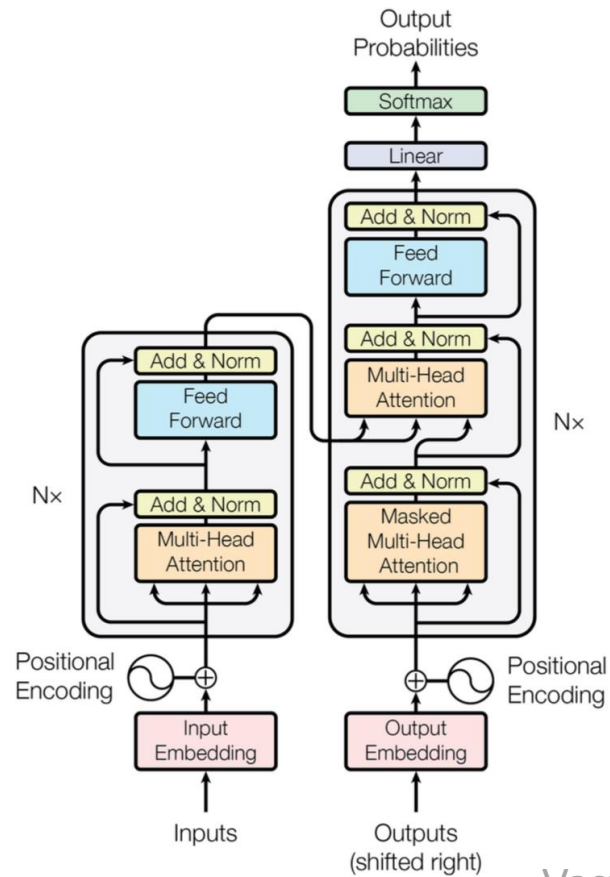 Output
Probabilities
Softmax
Linear
Add & Norm
Feed
Forward
Add & Norm
Multi-Head
Attention
Add & Norm
Masked
Multi-Head
Attention
Nx
Add & Norm
Feed
Forward
Add & Norm
Multi-Head
Attention
Nx
Positional
Encoding
Positional
Encoding
Input
Embedding
Output
Embedding
Inputs
Outputs
(shifted right)